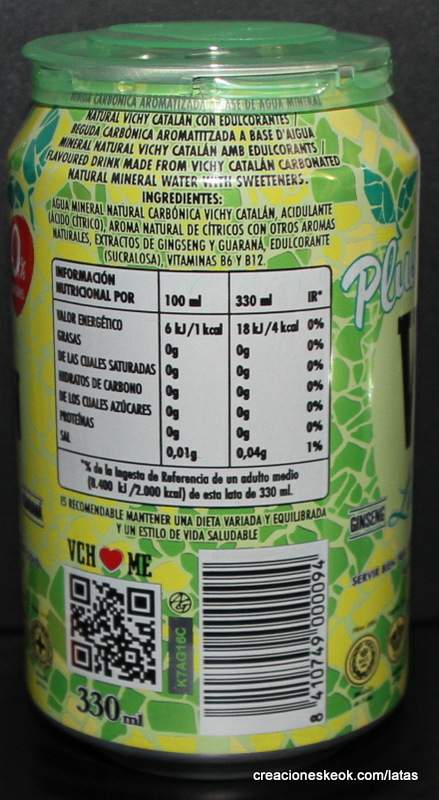 BEGUDA CARBÓNICA AROMATIZADA BASE DE AGUA MINERAL
NATURAL VICHY CATALÁN CON EDULCORANTES /
BEGUDA CARBÓNICA AROMATITZADA A BASE D'AIGUA
MINERAL NATURAL VICHY CATALÁN AMB EDULCORANTS /
FLAVOURED DRINK MADE FROM VICHY CATALÁN CARBONATED
NATURAL MINERAL WATER WITH SWEETENERS.
INGREDIENTES:
AGUA MINERAL NATURAL CARBÓNICA VICHY CATALÁN, ACIDULANTE
(ÁCIDO CÍTRICO), AROMA NATURAL DE CÍTRICOS CON OTROS AROMAS
NATURALES, EXTRACTOS DE GINGSENG Y GUARANÁ, EDULCORANTE
(SUCRALOSA), VITAMINAS B6 Y B12.
INFORMACIÓN NUTRICIONAL POR 100 ml 330 ml IR*
VALOR ENERGÉTICO 6 kJ/1 kcal 18 kJ/4 kcal 0%
GRASAS 0g 0g 0%
DE LAS CUALES SATURADAS 0g 0g 0%
HIDRATOS DE CARBONO 0g 0g 0%
DE LOS CUALES AZÚCARES 0g 0g 0%
PROTEÍNAS 0g 0g 0%
SAL 0,01g 0,04g 1%
*% de la Ingesta de Referencia de un adulto medio
(8.400 kJ /2.000 kcal) de esta lata de 330 ml.
ES RECOMENDABLE MANTENER UNA DIETA VARIADA Y EQUILIBRADA
Y UN ESTILO DE VIDA SALUDABLE
VCH ME
K7AG16C
330 ml
8 410749 000094
GINSENG
SERVIR BIEN
creacioneskeok.com/latas